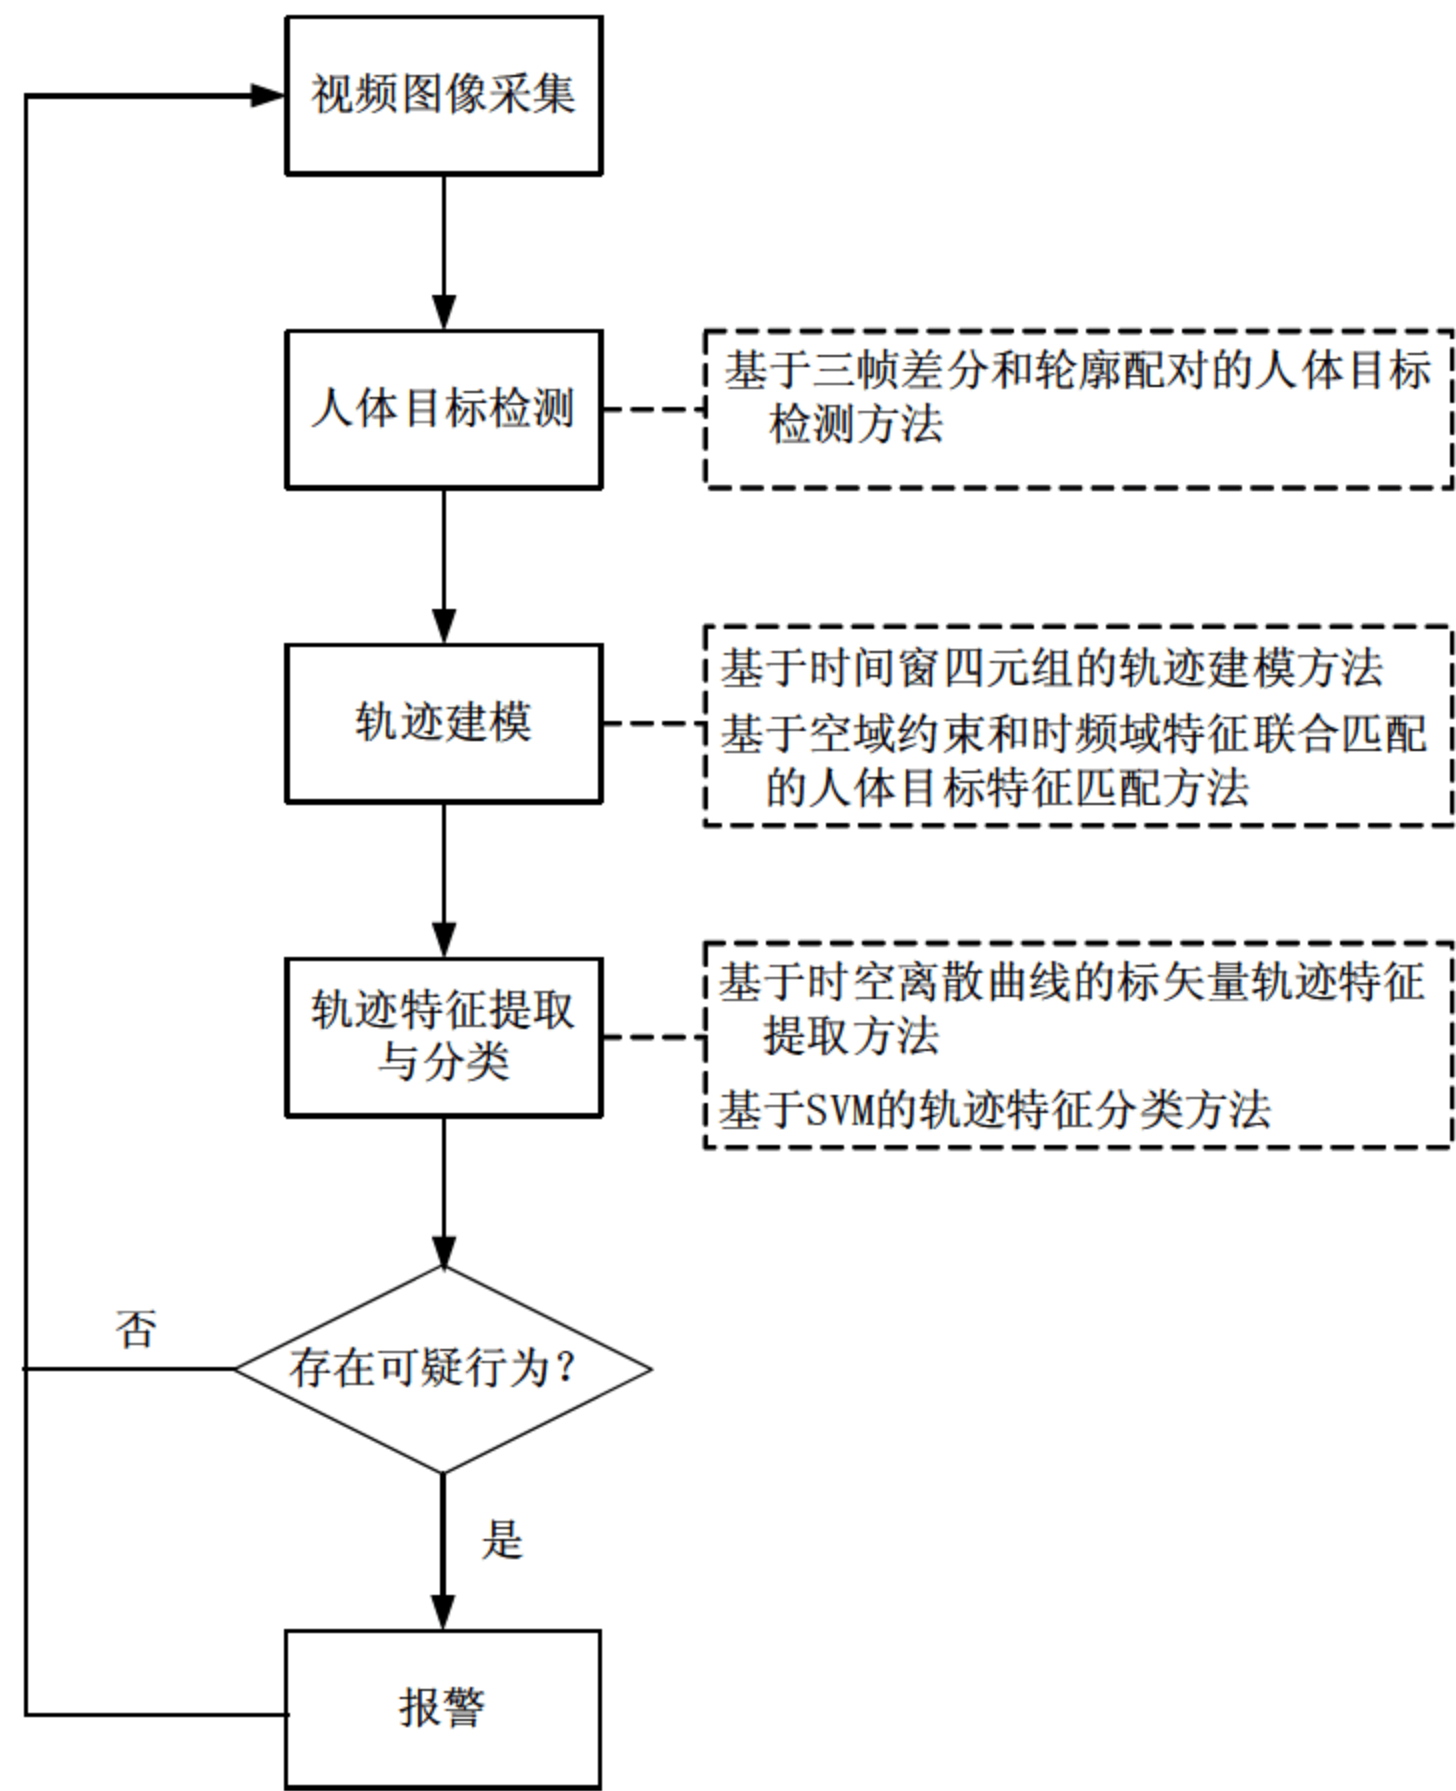 视频图像采集
人体目标检测
基于三帧差分和轮廓配对的人体目标
检测方法
轨迹建模
基于时间窗四元组的轨迹建模方法
基于空域约束和时频域特征联合匹配
的人体目标特征匹配方法
轨迹特征提取
与分类
基于时空离散曲线的标矢量轨迹特征
提取方法
基于SVM的轨迹特征分类方法
否
存在可疑行为?
是
报警